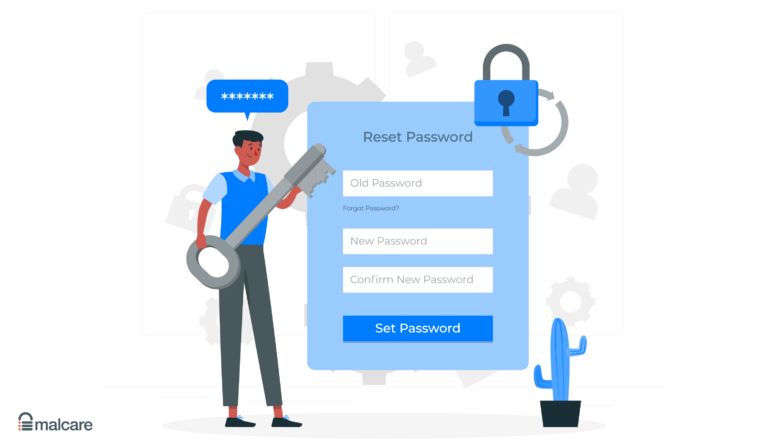 *******
Reset Password
Old Password
Forgot Password?
New Password
Confirm New Password
Set Password
malcare